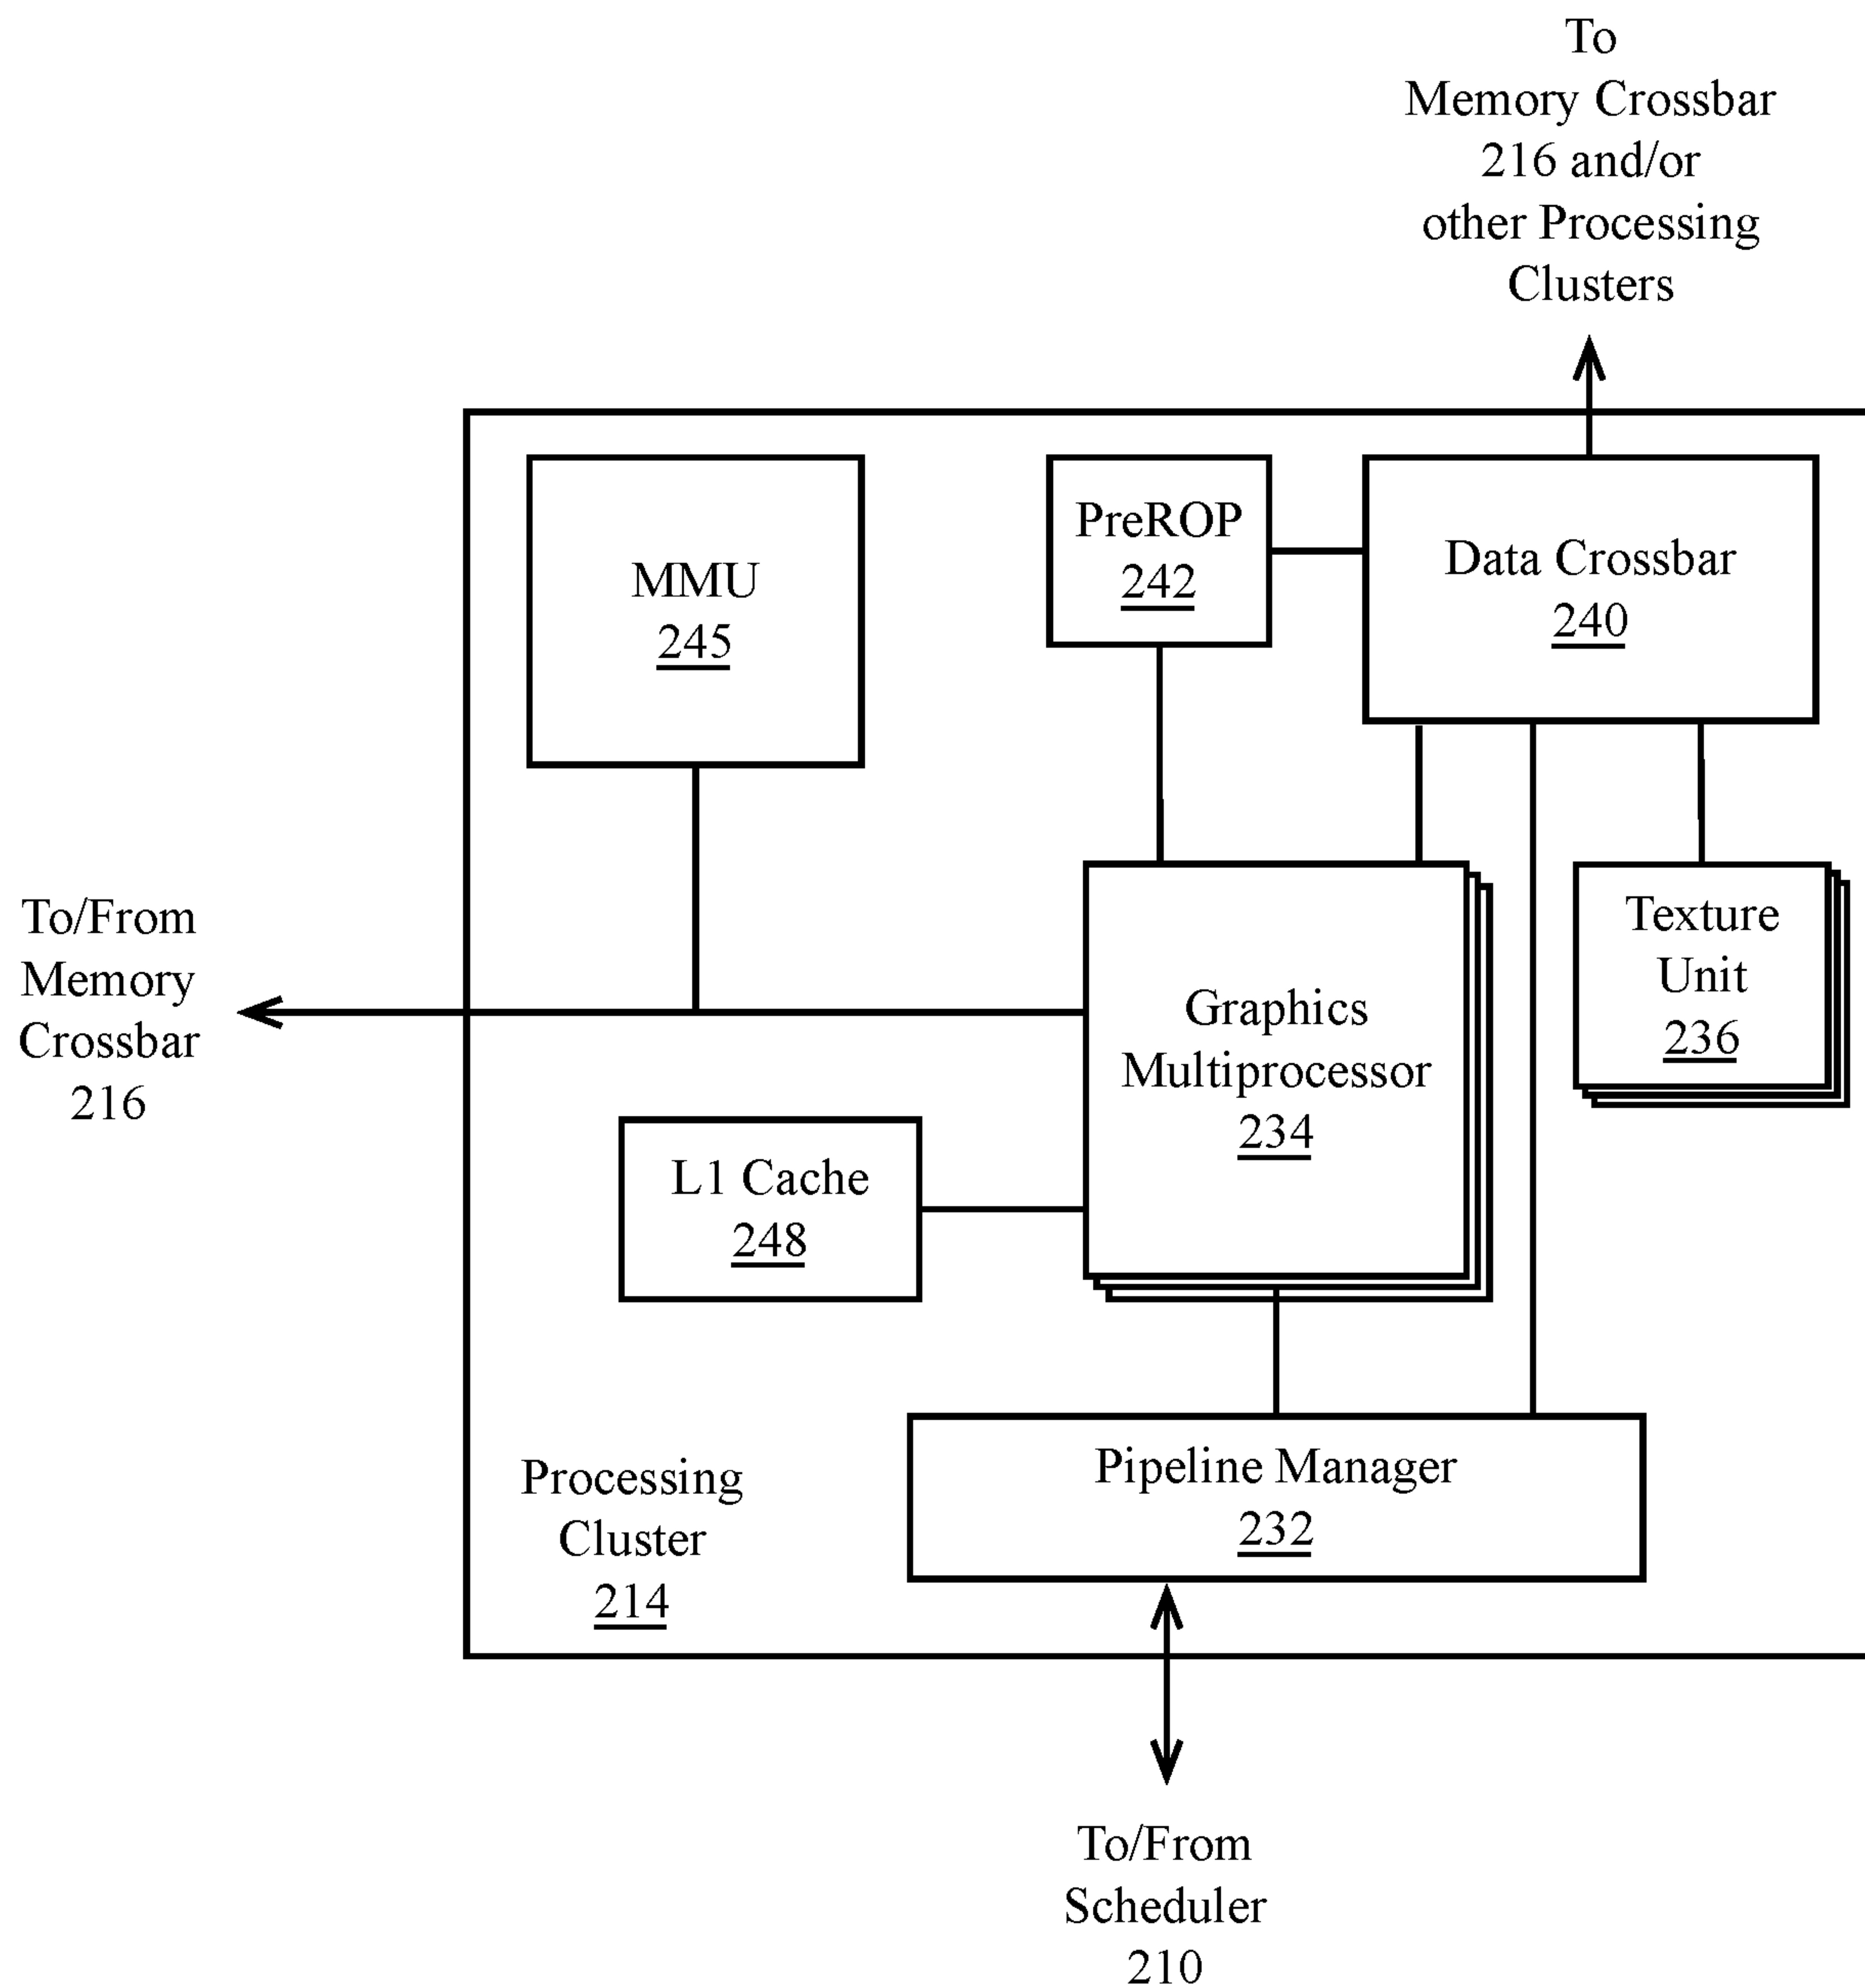 To
Memory Crossbar
216 and/or
other Processing
Clusters
MMU
245
PreROP
242
Data Crossbar
240
To/From
Memory
Crossbar
216
Graphics
Multiprocessor
234
Texture
Unit
236
L1 Cache
248
Pipeline Manager
232
Processing
Cluster
214
To/From
Scheduler
210